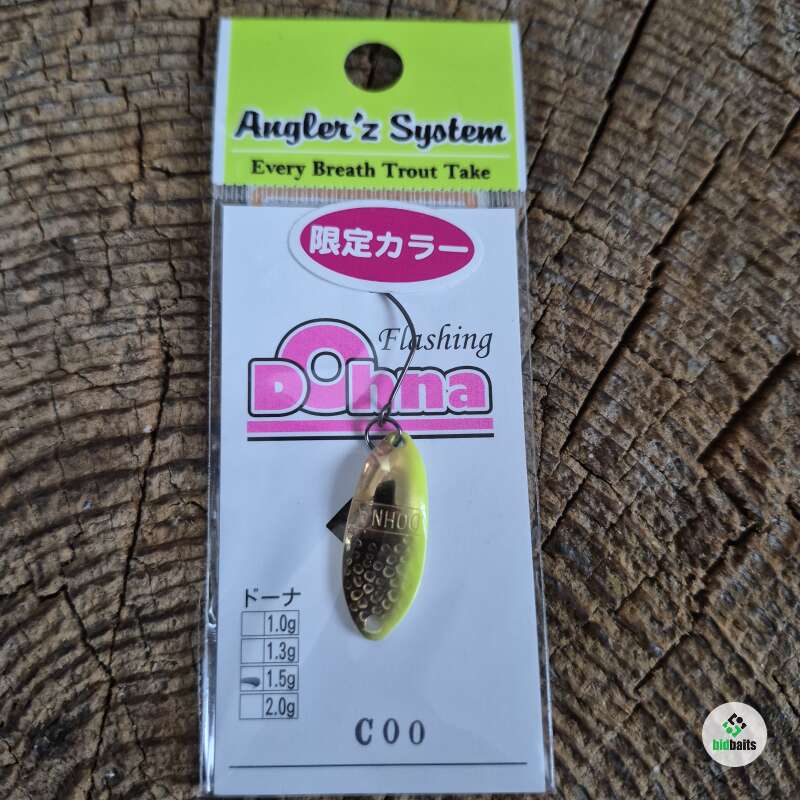 Angler'z System
Every Breath Trout Take
限定カラー
Flashing
Dohna
ドーナ
1.0g
1.3g
1.5g
2.0g
C00
bidbaits